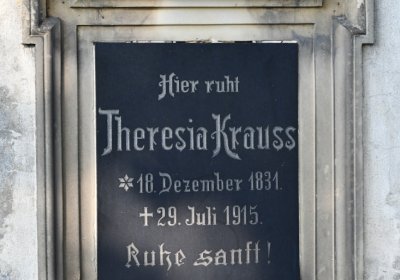 Hier ruht
Theresia Krauss
* 18. Dezember 1831.
† 29. Juli 1915.
Ruhe sanft!